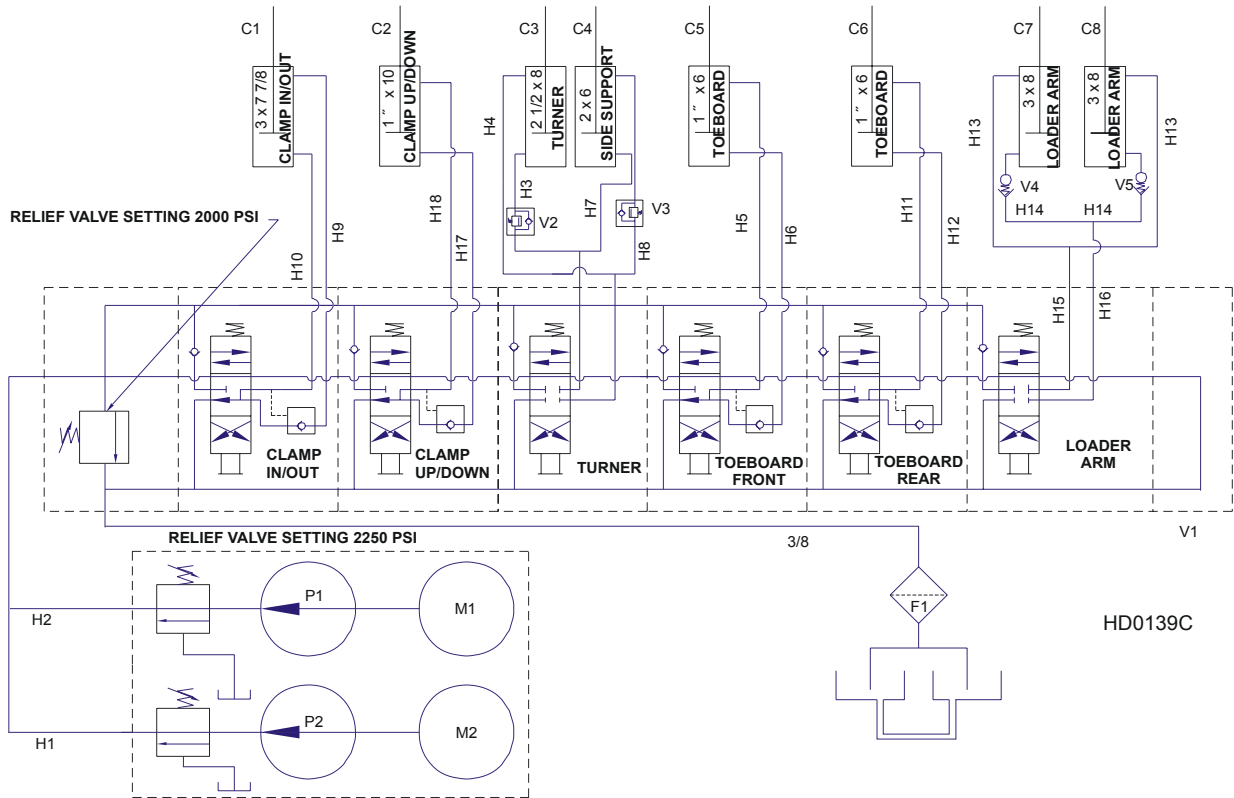 C1
C2
C3
C4
C5
C6
C7
C8
3 x 7 7/8
CLAMP IN/OUT
1 ″ x 10
CLAMP UP/DOWN
H4
2 1/2 x 8
TURNER
2 x 6
SIDE SUPPORT
1 ″ x 6
TOEBOARD
1 ″ x 6
TOEBOARD
H13
3 x 8
LOADER ARM
3 x 8
LOADER ARM
H13
RELIEF VALVE SETTING 2000 PSI
H10
H9
H18
H17
H3
V2
H7
V3
H8
H5
H6
H11
H12
V4
V5
H14
H14
H15
H16
CLAMP
IN/OUT
CLAMP
UP/DOWN
TURNER
TOEBOARD
FRONT
TOEBOARD
REAR
LOADER
ARM
V1
RELIEF VALVE SETTING 2250 PSI
3/8
H2
P1
M1
F1
HD0139C
H1
P2
M2